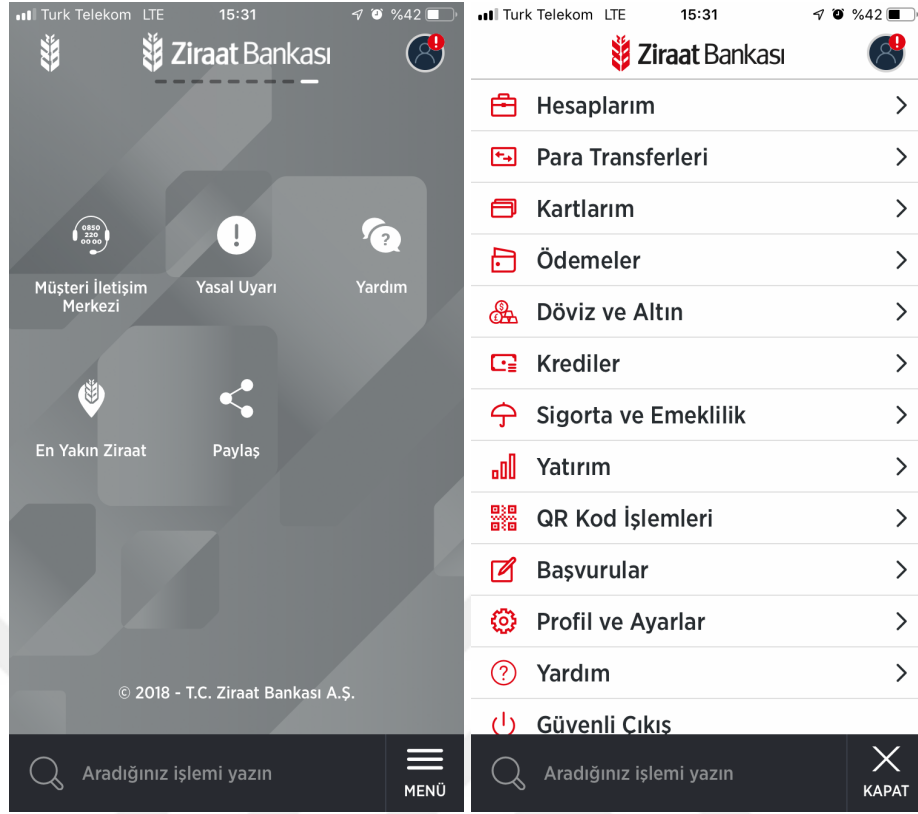 Turk Telekom LTE 15:31 %42
Ziraat Bankası
0850
220
00 00
Müşteri İletişim
Merkezi
Yasal Uyarı
Yardım
En Yakın Ziraat
Paylaş
© 2018 - T.C. Ziraat Bankası A.Ş.
Aradığınız işlemi yazın
MENÜ
Turk Telekom LTE 15:31 %42
Ziraat Bankası
Hesaplarım
Para Transferleri
Kartlarım
Ödemeler
Döviz ve Altın
Krediler
Sigorta ve Emeklilik
Yatırım
QR Kod İşlemleri
Başvurular
Profil ve Ayarlar
Yardım
Güvenli Çıkış
Aradığınız işlemi yazın
KAPAT